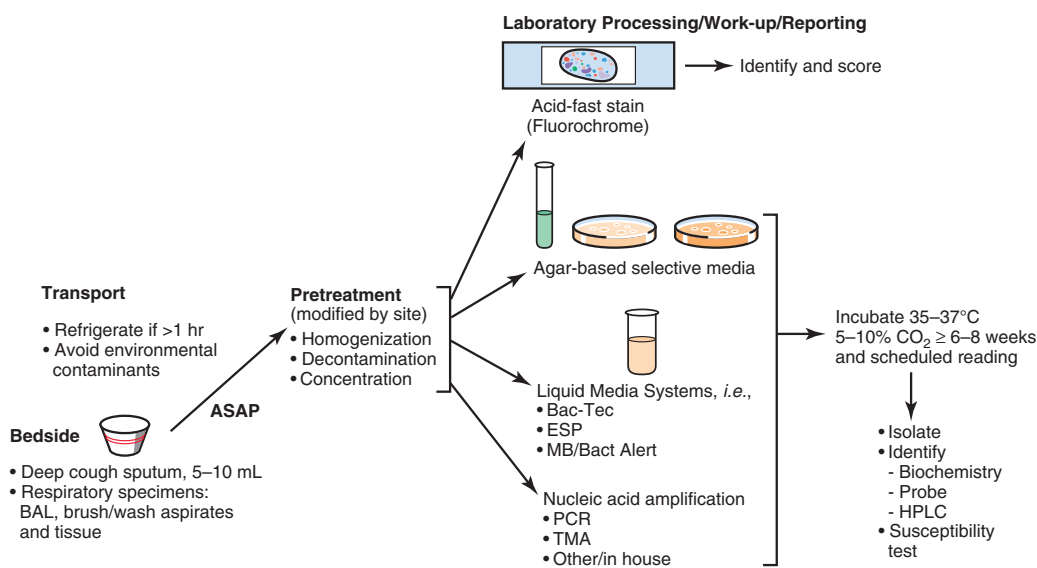 Laboratory Processing/Work-up/Reporting
Identify and score
Acid-fast stain
(Fluorochrome)
Agar-based selective media
Transport
• Refrigerate if >1 hr
• Avoid environmental
contaminants
Pretreatment
(modified by site)
• Homogenization
• Decontamination
• Concentration
ASAP
Bedside
• Deep cough sputum, 5–10 mL
• Respiratory specimens:
BAL, brush/wash aspirates
and tissue
Liquid Media Systems, i.e.,
• Bac-Tec
• ESP
• MB/Bact Alert
Nucleic acid amplification
• PCR
• TMA
• Other/in house
Incubate 35–37°C
5–10% CO₂ ≥ 6–8 weeks
and scheduled reading
• Isolate
• Identify
- Biochemistry
- Probe
- HPLC
• Susceptibility
test